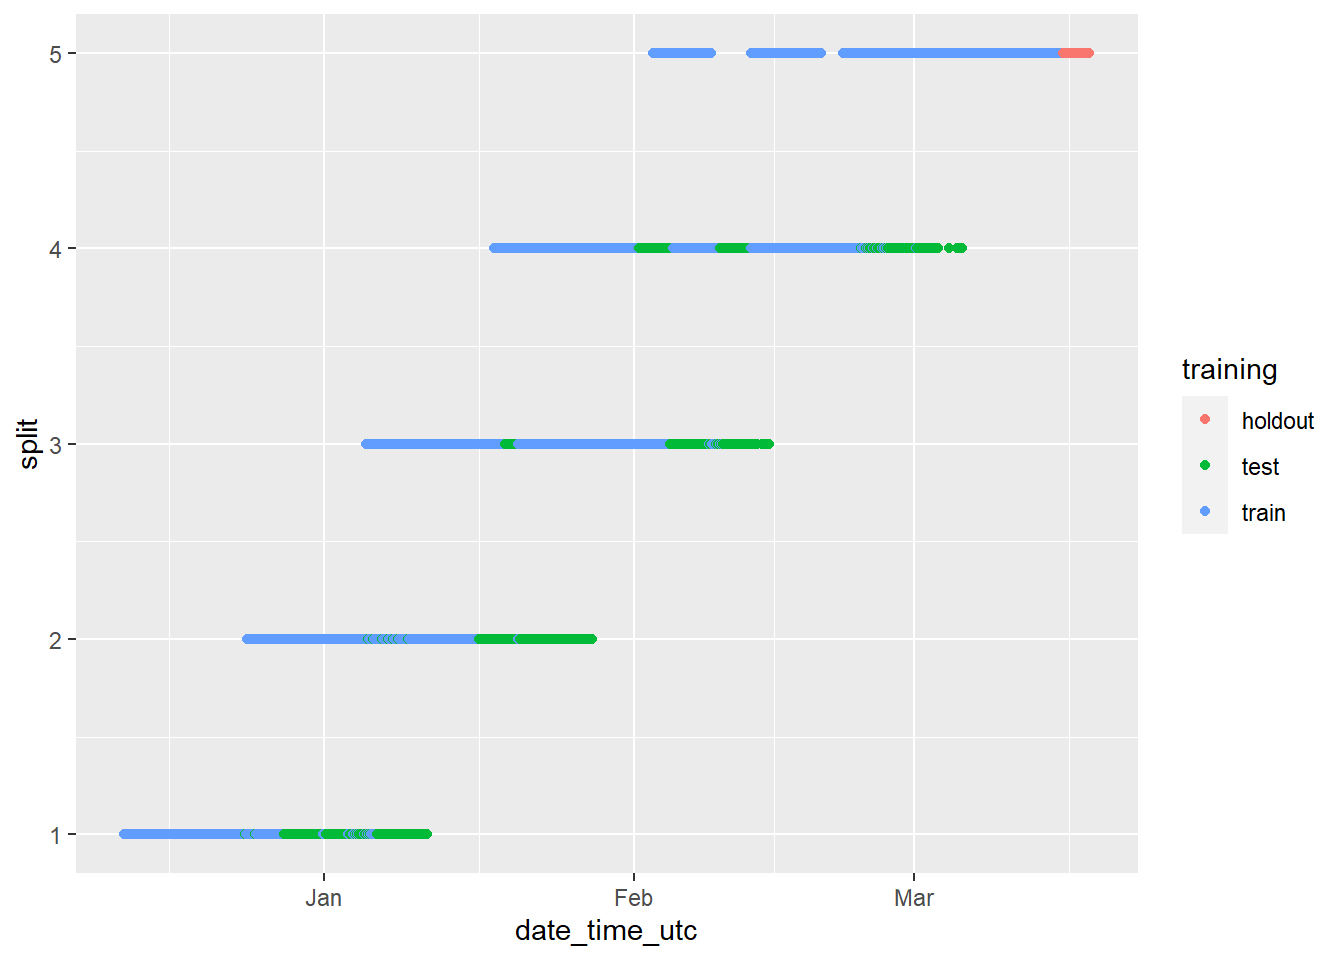 5
4
3
2
1
split
Jan
Feb
Mar
date_time_utc
training
holdout
test
train